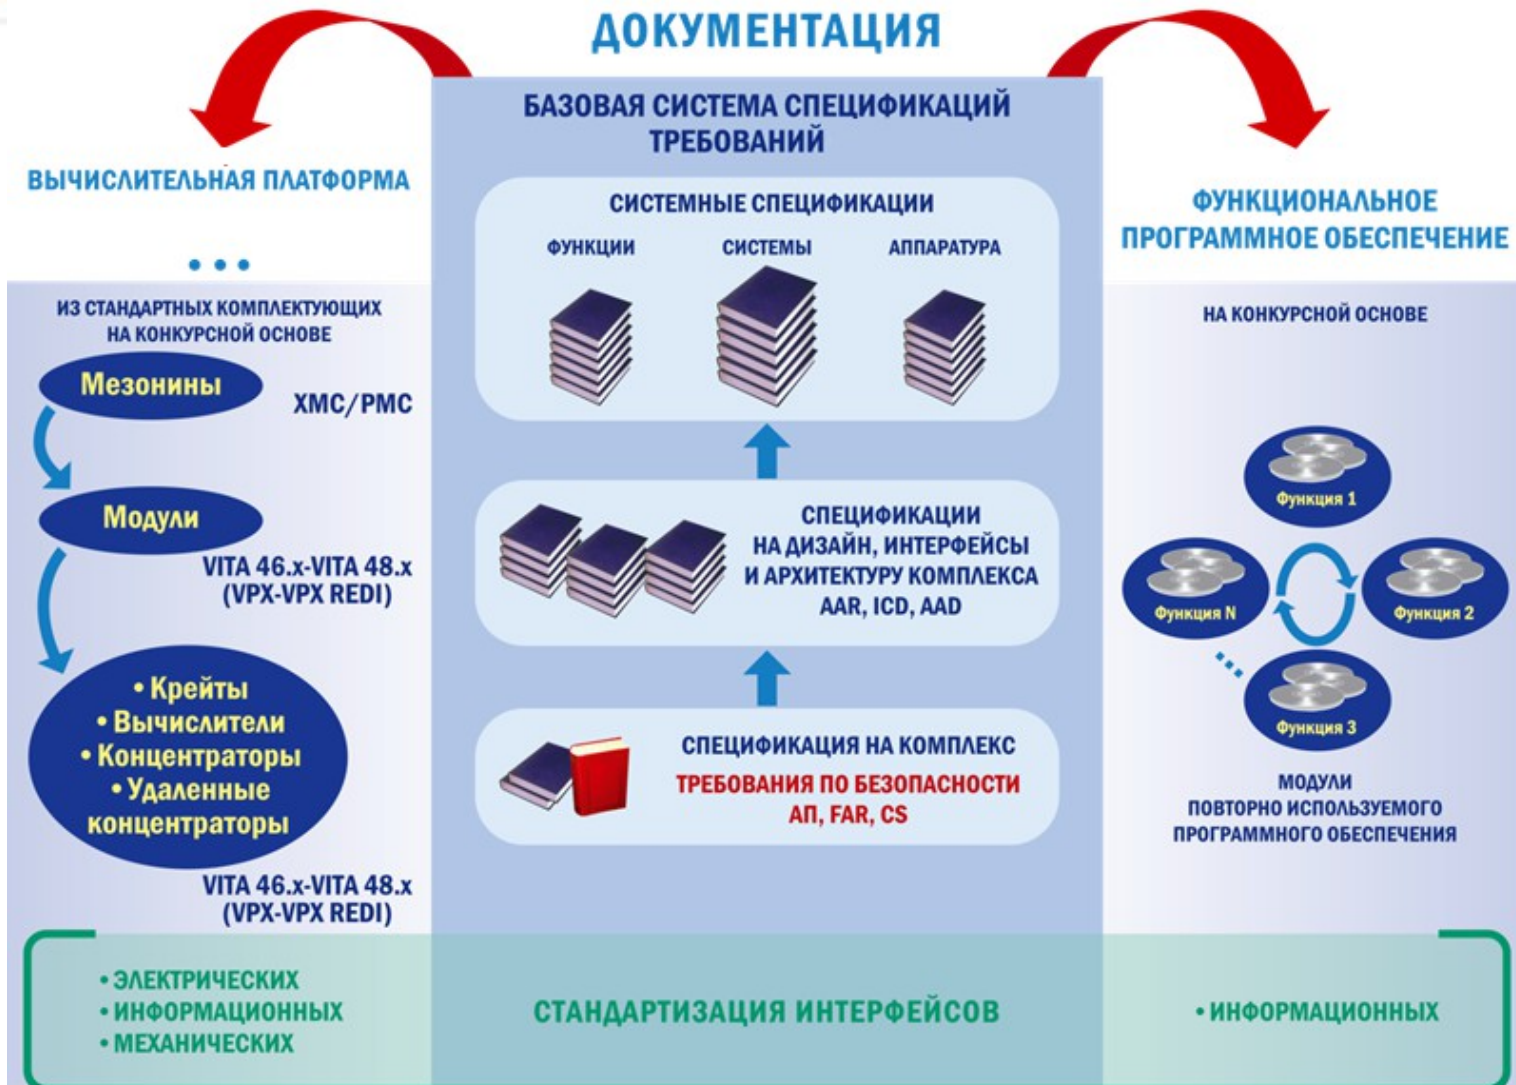 ДОКУМЕНТАЦИЯ
БАЗОВАЯ СИСТЕМА СПЕЦИФИКАЦИЙ
ТРЕБОВАНИЙ
ВЫЧИСЛИТЕЛЬНАЯ ПЛАТФОРМА
...
ИЗ СТАНДАРТНЫХ КОМПЛЕКТУЮЩИХ
НА КОНКУРСНОЙ ОСНОВЕ
Мезонины
XMC/PMC
Модули
VITA 46.x-VITA 48.x
(VPX-VPX REDI)
• Крейты
• Вычислители
• Концентраторы
• Удаленные
концентраторы
VITA 46.x-VITA 48.x
(VPX-VPX REDI)
СИСТЕМНЫЕ СПЕЦИФИКАЦИИ
ФУНКЦИИ
СИСТЕМЫ
АППАРАТУРА
СПЕЦИФИКАЦИИ
НА ДИЗАЙН, ИНТЕРФЕЙСЫ
И АРХИТЕКТУРУ КОМПЛЕКСА
AAR, ICD, AAD
СПЕЦИФИКАЦИЯ НА КОМПЛЕКС
ТРЕБОВАНИЯ ПО БЕЗОПАСНОСТИ
АП, FAR, CS
ФУНКЦИОНАЛЬНОЕ
ПРОГРАММНОЕ ОБЕСПЕЧЕНИЕ
НА КОНКУРСНОЙ ОСНОВЕ
Функция 1
Функция N
Функция 2
Функция 3
МОДУЛИ
ПОВТОРНО ИСПОЛЬЗУЕМОГО
ПРОГРАММНОГО ОБЕСПЕЧЕНИЯ
• ЭЛЕКТРИЧЕСКИХ
• ИНФОРМАЦИОННЫХ
• МЕХАНИЧЕСКИХ
СТАНДАРТИЗАЦИЯ ИНТЕРФЕЙСОВ
• ИНФОРМАЦИОННЫХ